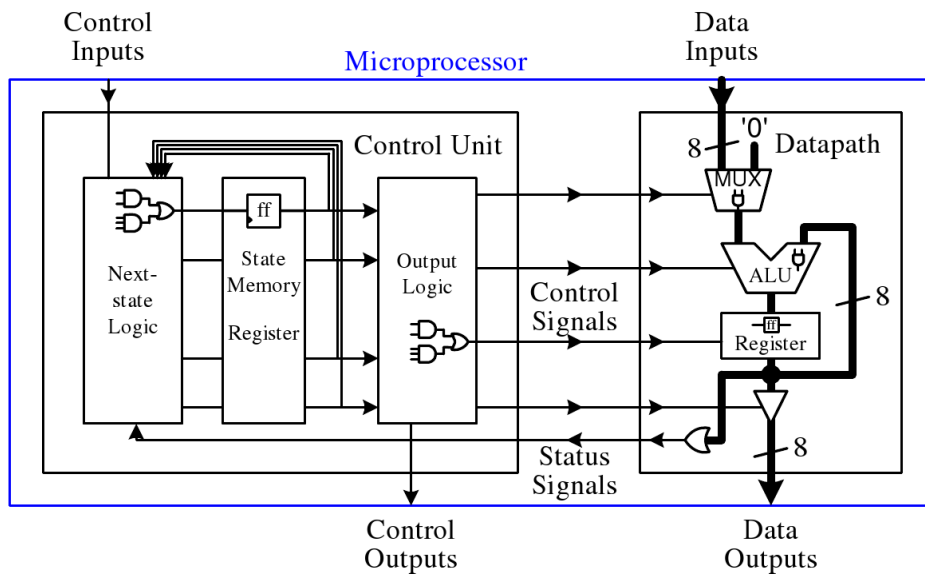 Control
Inputs
Data
Inputs
Microprocessor
Control Unit
8
'0'
Datapath
MUX
ff
Next-
state
Logic
State
Memory
Register
Output
Logic
Control
Signals
ALU
8
ff
Register
Status
Signals
8
Control
Outputs
Data
Outputs